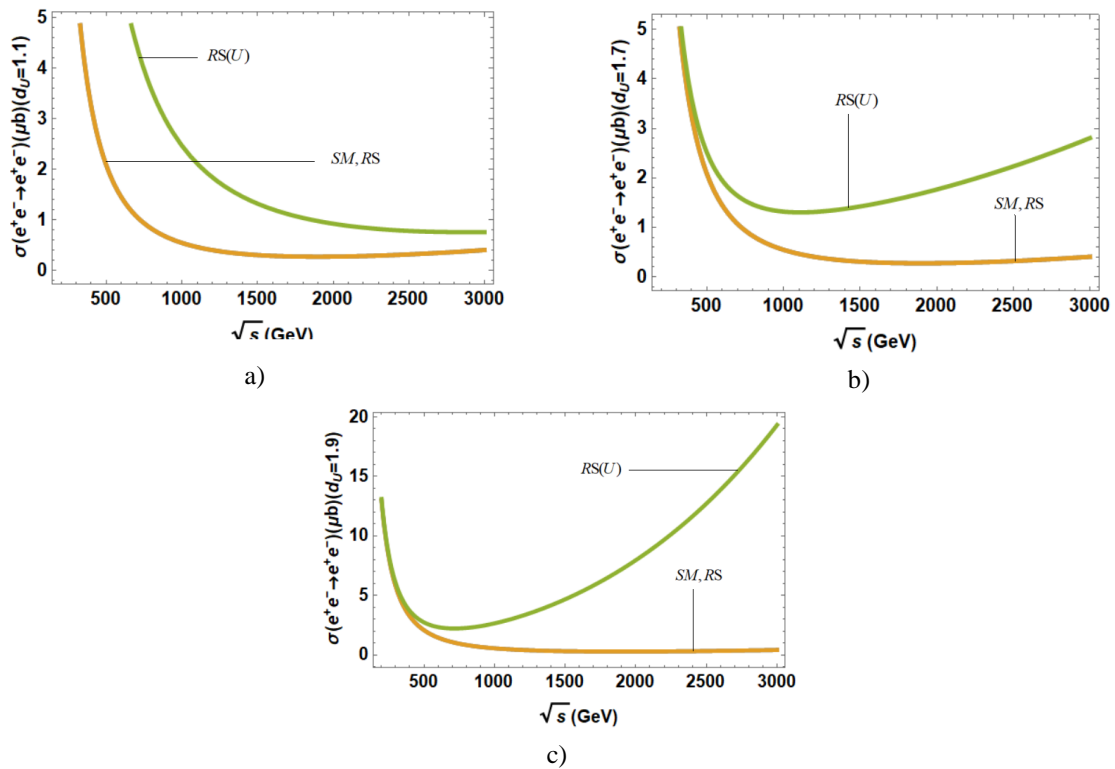 σ(e⁺e⁻→e⁺e⁻)(μb)(d_U=1.1)
5
4
3
2
1
0
RS(U)
SM, RS
500 1000 1500 2000 2500 3000
√s (GeV)
a)
σ(e⁺e⁻→e⁺e⁻)(μb)(d_U=1.7)
5
4
3
2
1
0
RS(U)
SM, RS
500 1000 1500 2000 2500 3000
√s (GeV)
b)
σ(e⁺e⁻→e⁺e⁻)(μb)(d_U=1.9)
20
15
10
5
0
RS(U)
SM, RS
500 1000 1500 2000 2500 3000
√s (GeV)
c)